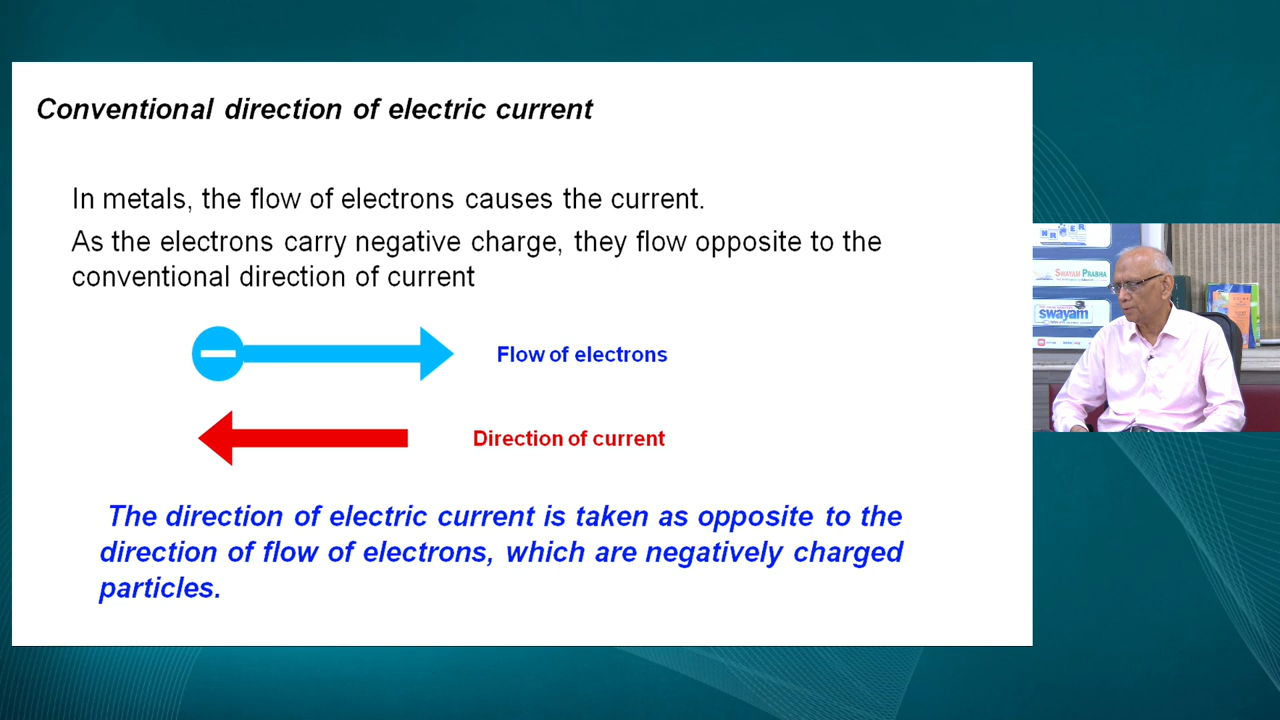 Conventional direction of electric current
In metals, the flow of electrons causes the current.
As the electrons carry negative charge, they flow opposite to the
conventional direction of current
Flow of electrons
Direction of current
The direction of electric current is taken as opposite to the
direction of flow of electrons, which are negatively charged
particles.
SWAYAM PRABHA
swayam